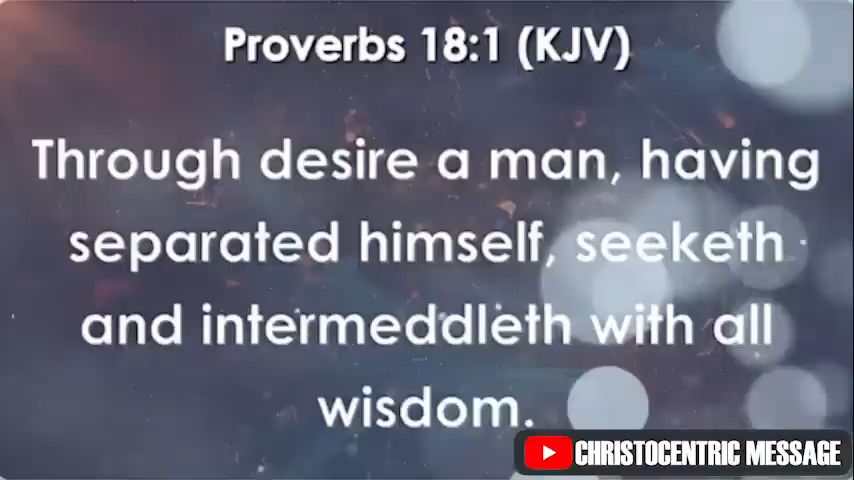 Proverbs 18:1 (KJV)
Through desire a man, having
separated himself, seeketh
and intermeddleth with all
wisdom.
CHRISTOCENTRIC MESSAGE